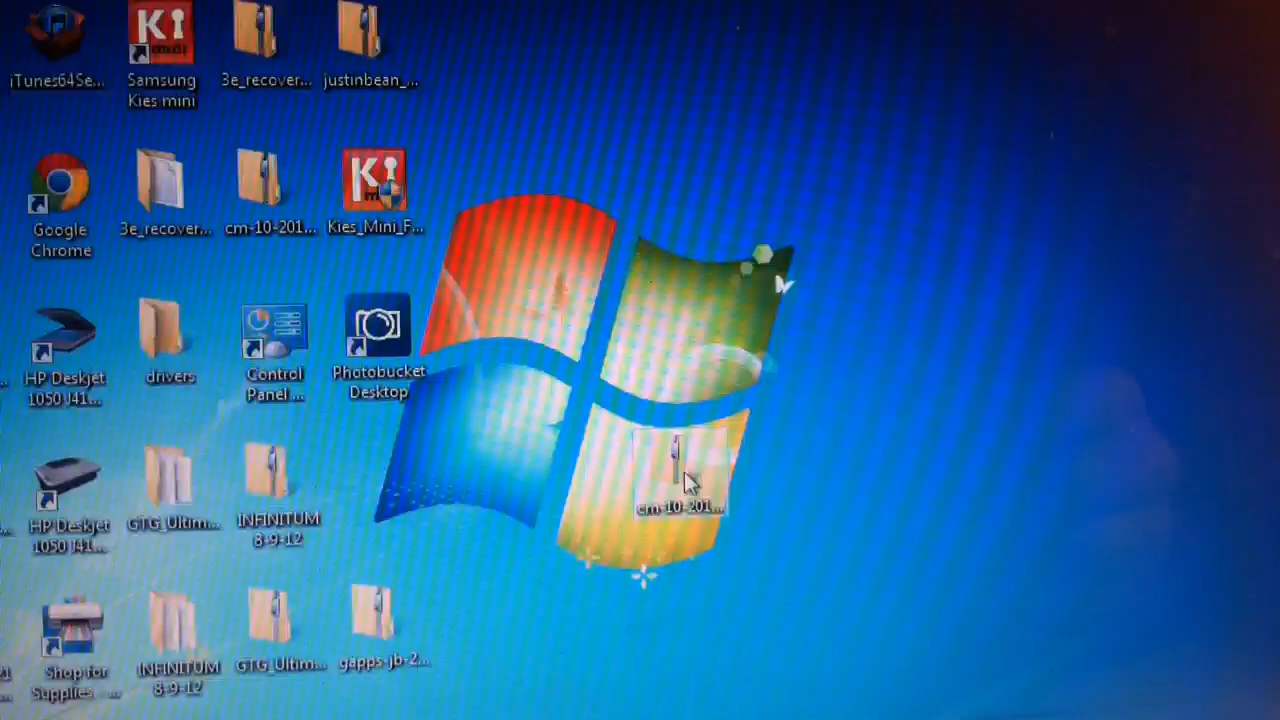 iTunes64Se...
Ki
Samsung
Kies mini
3e_recover...
justinbean_...
Google
Chrome
3e_recover...
cm-10-201...
Ki
Kies_Mini_F...
HP Deskjet
1050 J41...
drivers
Control
Panel ...
Photobucket
Desktop
HP Deskjet
1050 J41...
GTG_Ultim...
INFINITUM
8-9-12
cm-10-201...
Shop for
Supplies - ...
INFINITUM
8-9-12
GTG_Ultim...
gapps-jb-2...